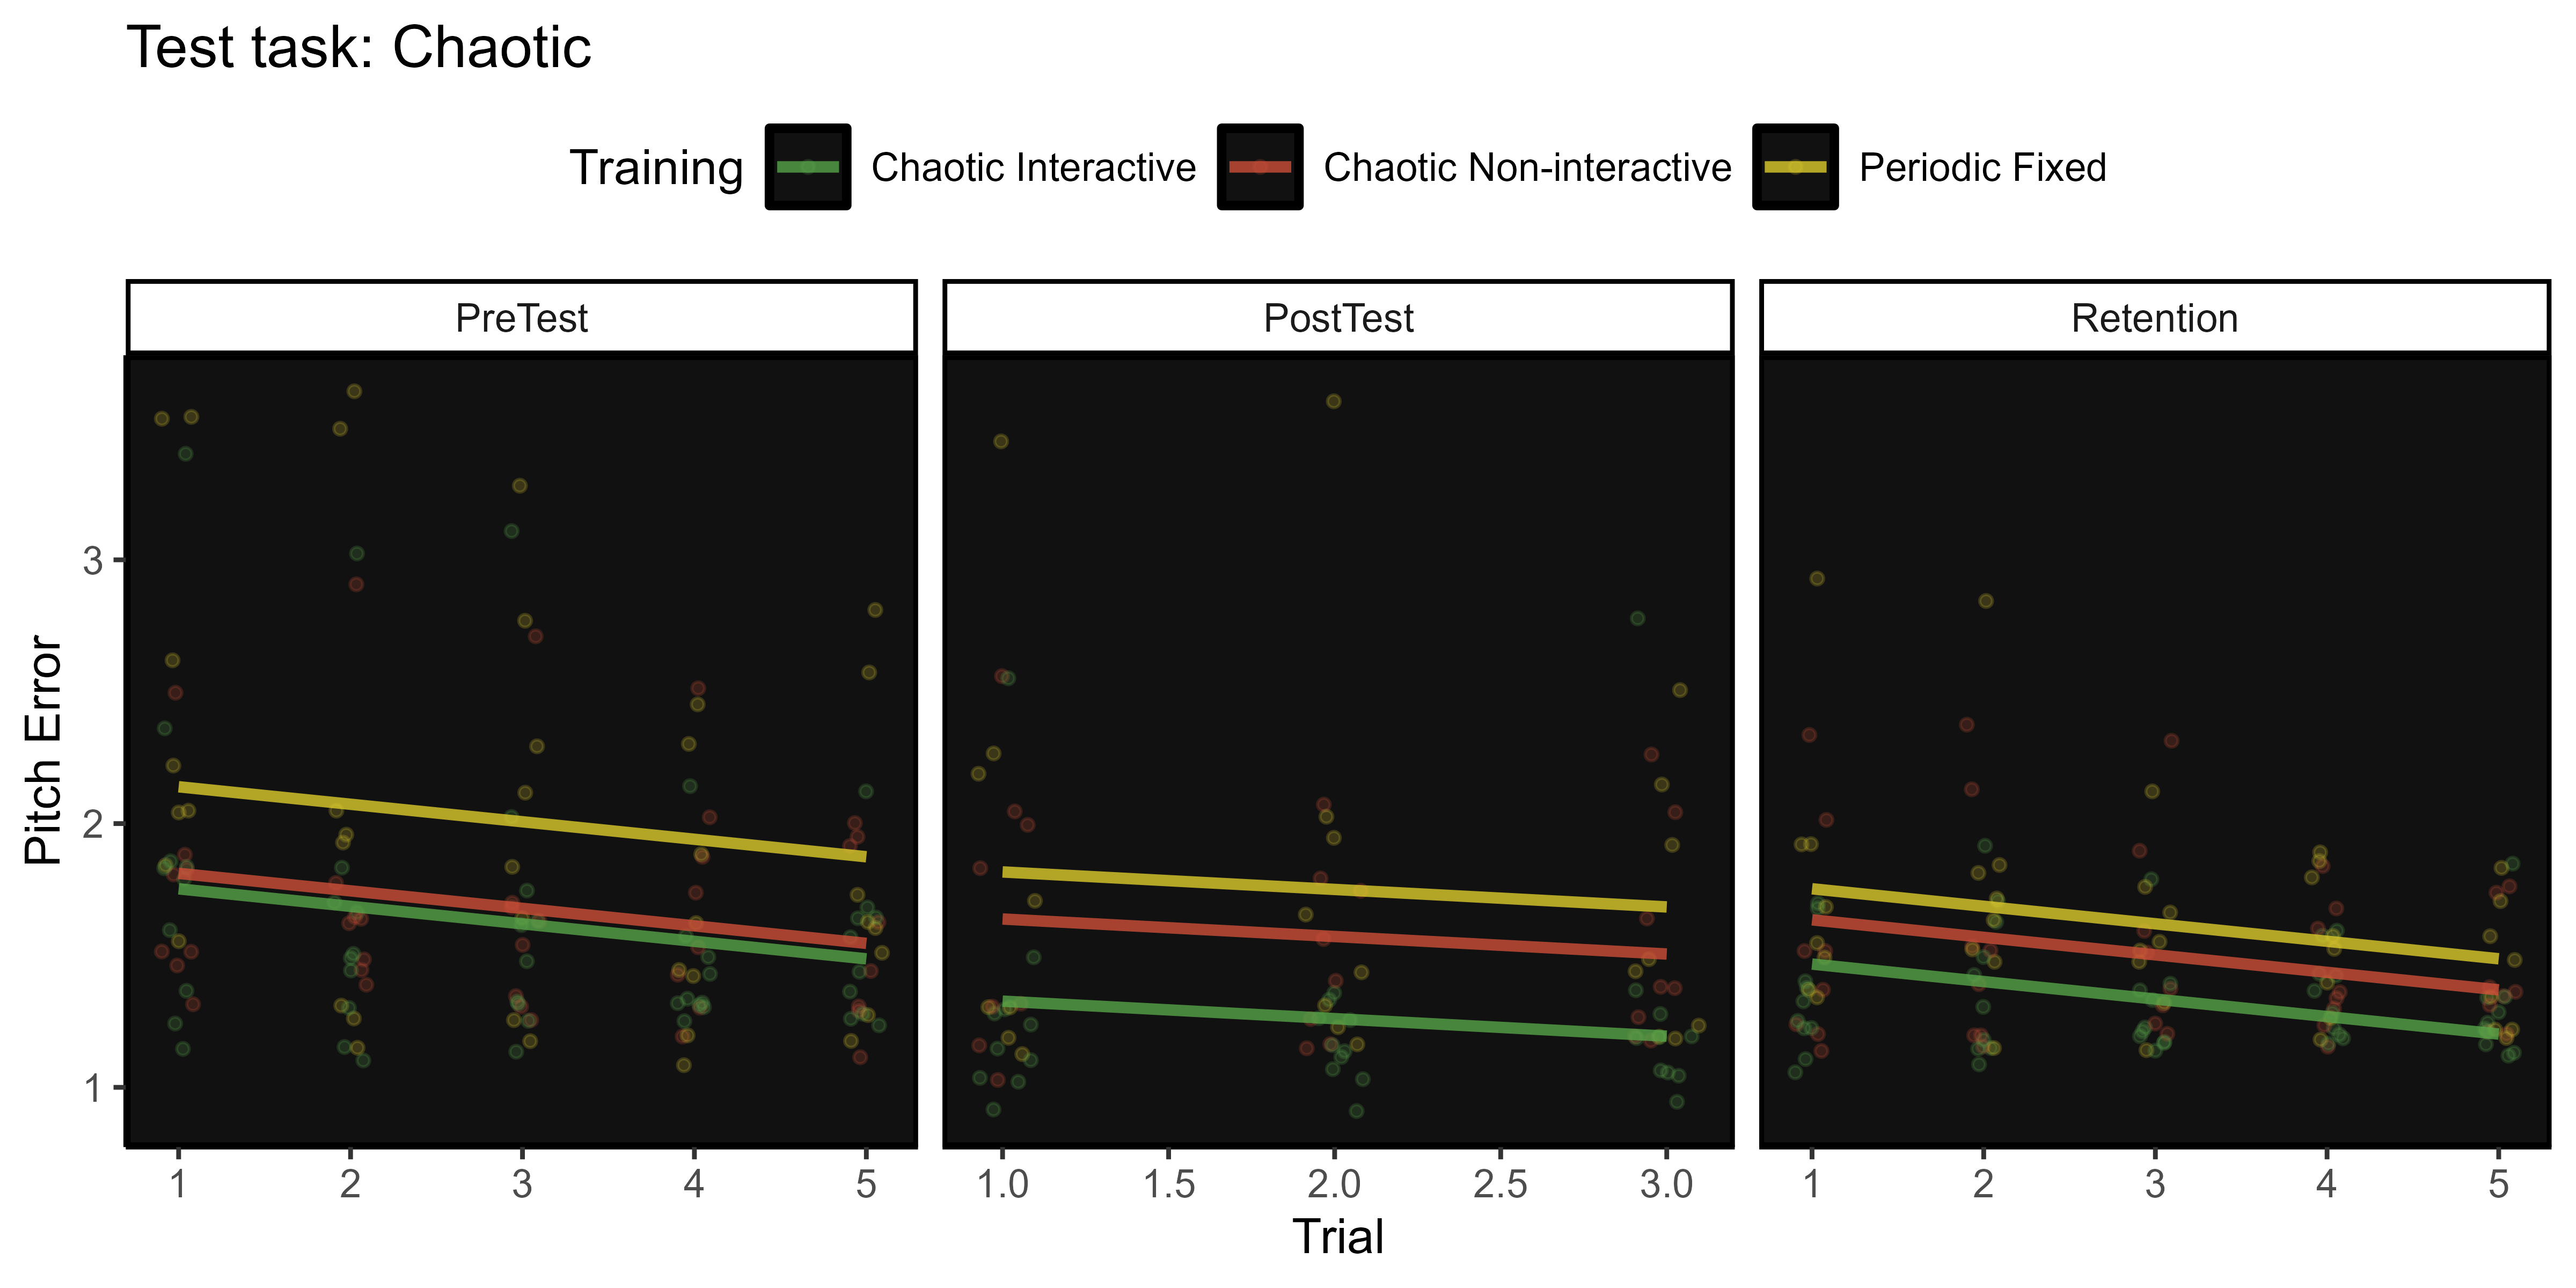 Test task: Chaotic
Training Chaotic Interactive Chaotic Non-interactive Periodic Fixed
PreTest PostTest Retention
Pitch Error
3
2
1
1 2 3 4 5 1.0 1.5 2.0 2.5 3.0 1 2 3 4 5
Trial